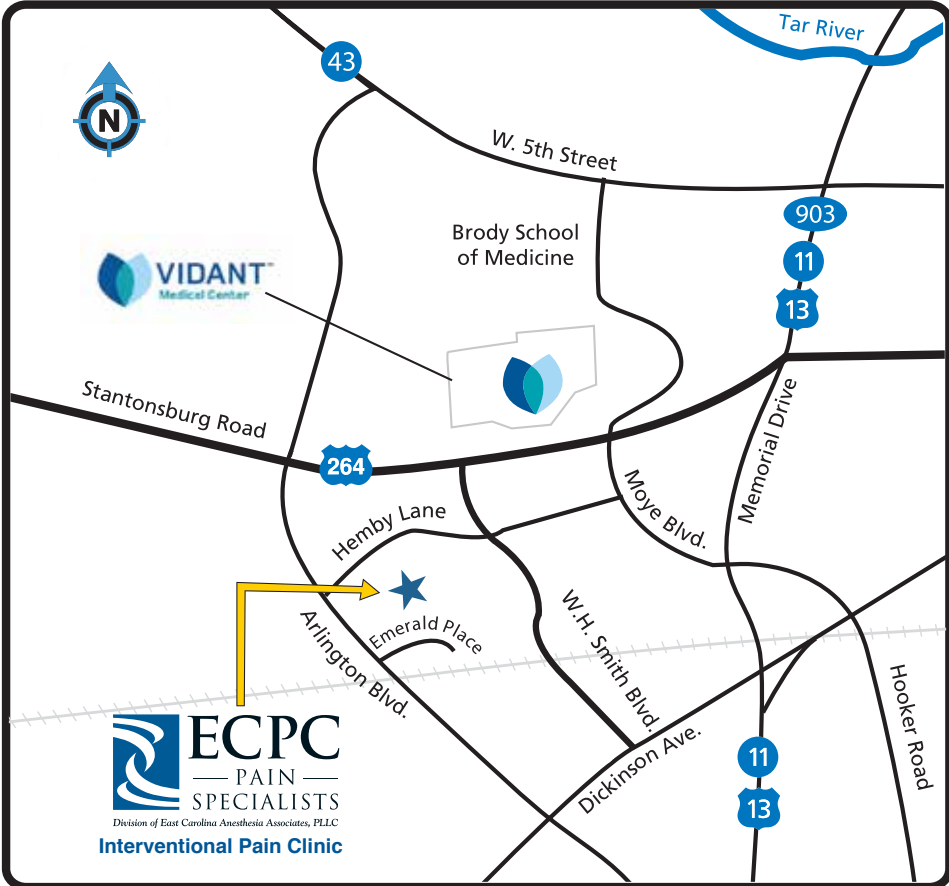 Tar River
43
N
W. 5th Street
903
Brody School
of Medicine
11
VIDANT™
Medical Center
13
Stantonsburg Road
Memorial Drive
264
Moye Blvd.
Hemby Lane
W.H. Smith Blvd.
Emerald Place
Arlington Blvd.
Hooker Road
Dickinson Ave.
11
13
ECPC
PAIN
SPECIALISTS
Division of East Carolina Anesthesia Associates, PLLC
Interventional Pain Clinic